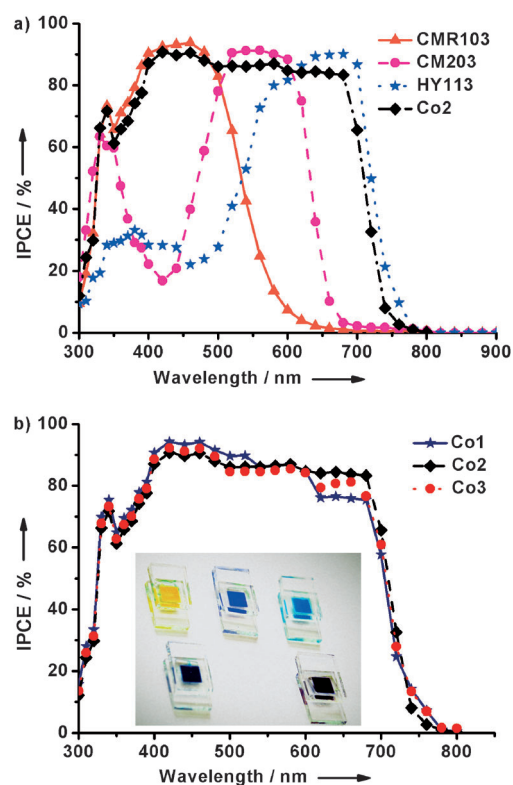 a)
100
80
60
40
20
0
IPCE / %
CMR103
CM203
HY113
Co2
300 400 500 600 700 800 900
Wavelength / nm
b)
100
80
60
40
20
0
IPCE / %
Co1
Co2
Co3
300 400 500 600 700 800
Wavelength / nm